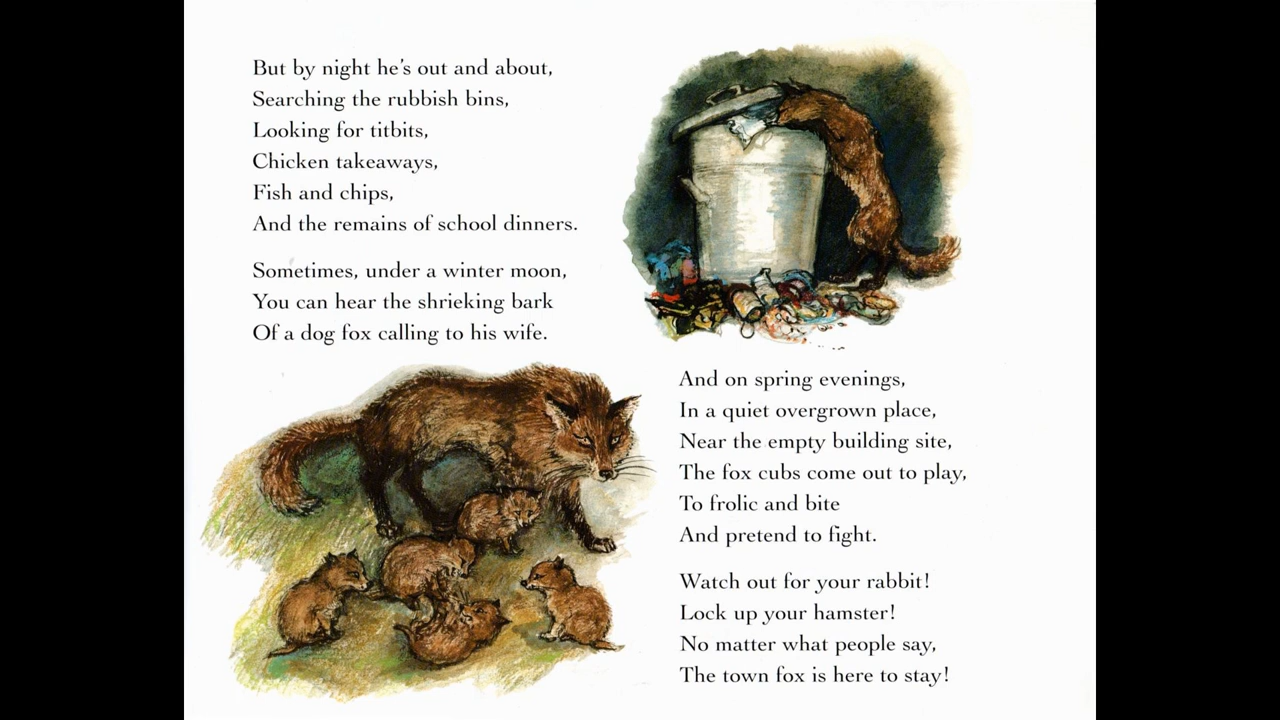 But by night he's out and about,
Searching the rubbish bins,
Looking for titbits,
Chicken takeaways,
Fish and chips,
And the remains of school dinners.
Sometimes, under a winter moon,
You can hear the shrieking bark
Of a dog fox calling to his wife.
And on spring evenings,
In a quiet overgrown place,
Near the empty building site,
The fox cubs come out to play,
To frolic and bite
And pretend to fight.
Watch out for your rabbit!
Lock up your hamster!
No matter what people say,
The town fox is here to stay!